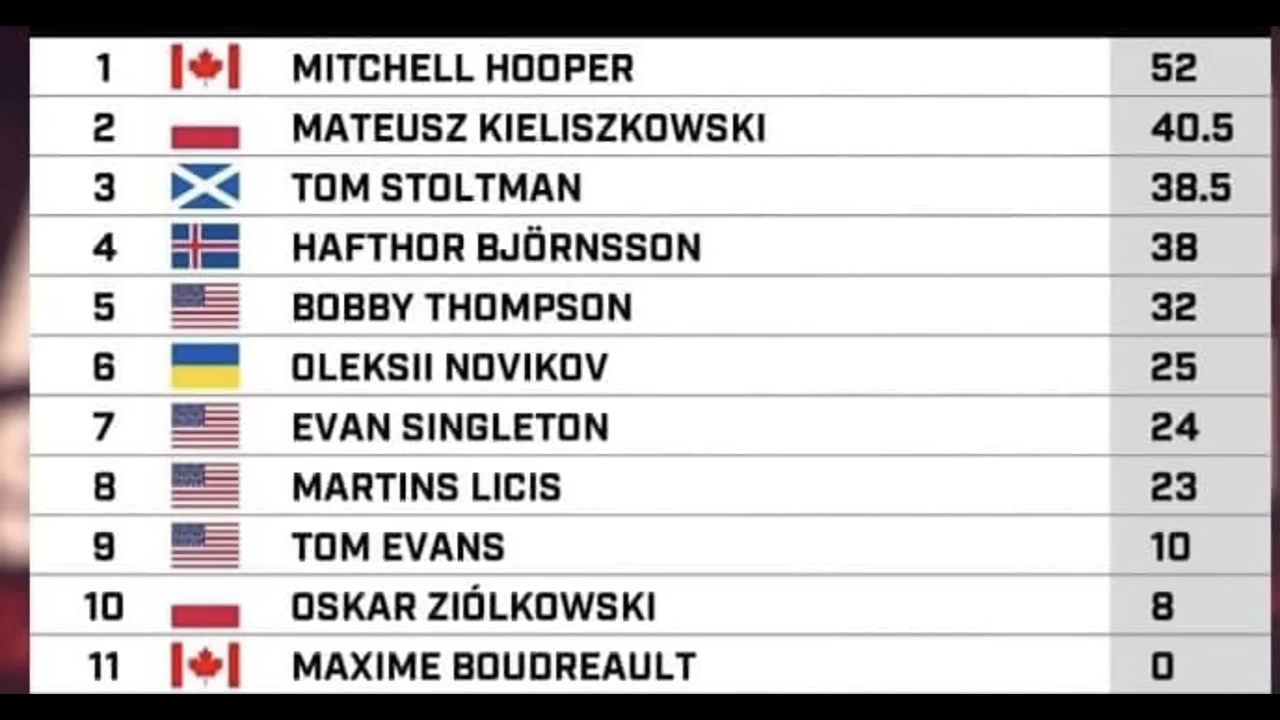 1 MITCHELL HOOPER 52
2 MATEUSZ KIELISZKOWSKI 40.5
3 TOM STOLTMAN 38.5
4 HAFTHOR BJÖRNSSON 38
5 BOBBY THOMPSON 32
6 OLEKSII NOVIKOV 25
7 EVAN SINGLETON 24
8 MARTINS LICIS 23
9 TOM EVANS 10
10 OSKAR ZIÓLKOWSKI 8
11 MAXIME BOUDREAULT 0